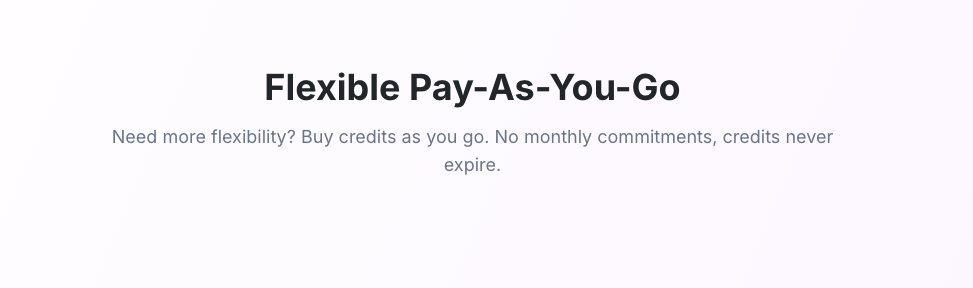 Flexible Pay-As-You-Go
Need more flexibility? Buy credits as you go. No monthly commitments, credits never
expire.